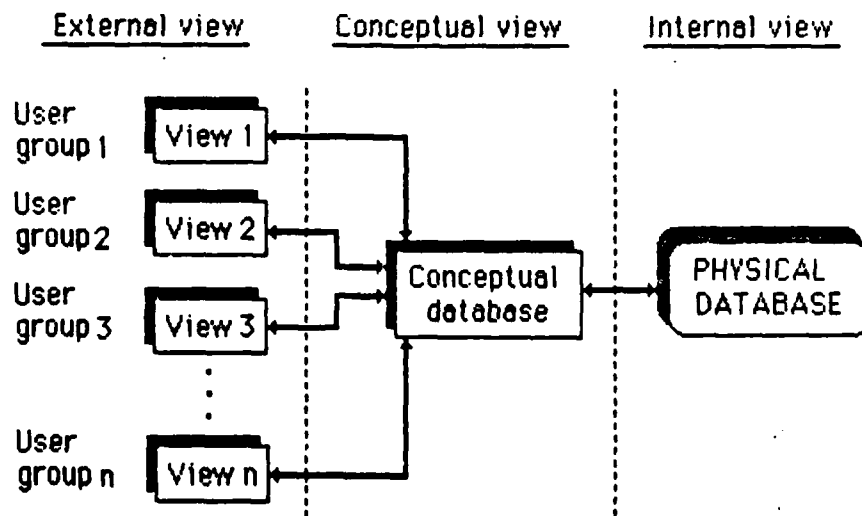 External view
Conceptual view
Internal view
User
group 1
View 1
User
group 2
View 2
User
group 3
View 3
User
group n
View n
Conceptual
database
PHYSICAL
DATABASE